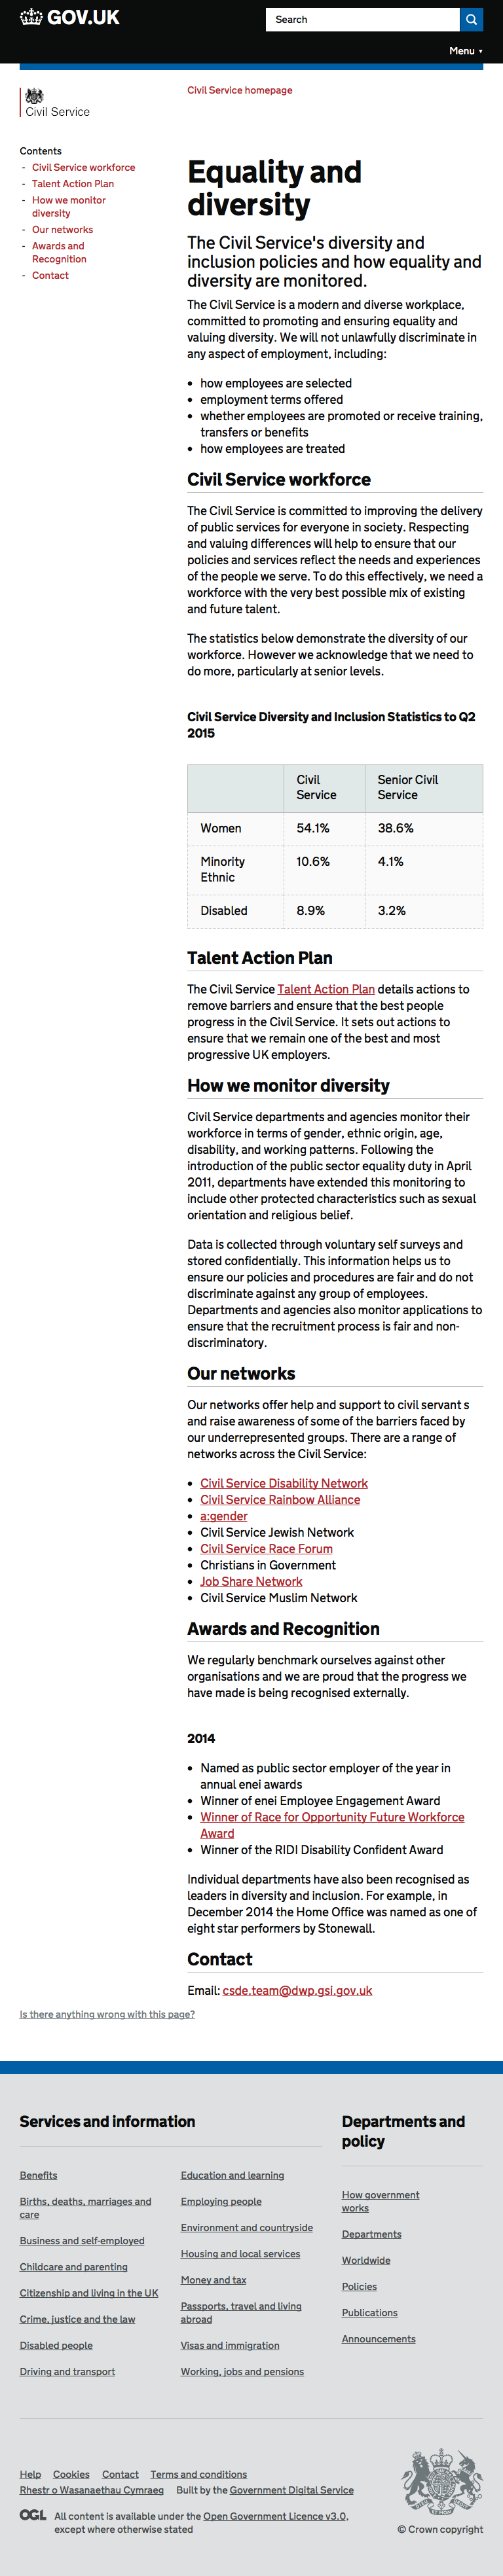 GOV.UK
Search
Menu
Civil Service
Civil Service homepage
Contents
- Civil Service workforce
- Talent Action Plan
- How we monitor
diversity
- Our networks
- Awards and
Recognition
- Contact
Equality and
diversity
The Civil Service's diversity and
inclusion policies and how equality and
diversity are monitored.
The Civil Service is a modern and diverse workplace,
committed to promoting and ensuring equality and
valuing diversity. We will not unlawfully discriminate in
any aspect of employment, including:
• how employees are selected
• employment terms offered
• whether employees are promoted or receive training,
transfers or benefits
• how employees are treated
Civil Service workforce
The Civil Service is committed to improving the delivery
of public services for everyone in society. Respecting
and valuing differences will help to ensure that our
policies and services reflect the needs and experiences
of the people we serve. To do this effectively, we need a
workforce with the very best possible mix of existing
and future talent.
The statistics below demonstrate the diversity of our
workforce. However we acknowledge that we need to
do more, particularly at senior levels.
Civil Service Diversity and Inclusion Statistics to Q2
2015
Civil Service Senior Civil Service
Women 54.1% 38.6%
Minority Ethnic 10.6% 4.1%
Disabled 8.9% 3.2%
Talent Action Plan
The Civil Service Talent Action Plan details actions to
remove barriers and ensure that the best people
progress in the Civil Service. It sets out actions to
ensure that we remain one of the best and most
progressive UK employers.
How we monitor diversity
Civil Service departments and agencies monitor their
workforce in terms of gender, ethnic origin, age,
disability, and working patterns. Following the
introduction of the public sector equality duty in April
2011, departments have extended this monitoring to
include other protected characteristics such as sexual
orientation and religious belief.
Data is collected through voluntary self surveys and
stored confidentially. This information helps us to
ensure our policies and procedures are fair and do not
discriminate against any group of employees.
Departments and agencies also monitor applications to
ensure that the recruitment process is fair and non-
discriminatory.
Our networks
Our networks offer help and support to civil servant s
and raise awareness of some of the barriers faced by
our underrepresented groups. There are a range of
networks across the Civil Service:
• Civil Service Disability Network
• Civil Service Rainbow Alliance
• a:gender
• Civil Service Jewish Network
• Civil Service Race Forum
• Christians in Government
• Job Share Network
• Civil Service Muslim Network
Awards and Recognition
We regularly benchmark ourselves against other
organisations and we are proud that the progress we
have made is being recognised externally.
2014
• Named as public sector employer of the year in
annual enei awards
• Winner of enei Employee Engagement Award
• Winner of Race for Opportunity Future Workforce
Award
• Winner of the RIDI Disability Confident Award
Individual departments have also been recognised as
leaders in diversity and inclusion. For example, in
December 2014 the Home Office was named as one of
eight star performers by Stonewall.
Contact
Email: csde.team@dwp.gsi.gov.uk
Is there anything wrong with this page?
Services and information
Benefits
Births, deaths, marriages and
care
Business and self-employed
Childcare and parenting
Citizenship and living in the UK
Crime, justice and the law
Disabled people
Driving and transport
Education and learning
Employing people
Environment and countryside
Housing and local services
Money and tax
Passports, travel and living
abroad
Visas and immigration
Working, jobs and pensions
Departments and
policy
How government
works
Departments
Worldwide
Policies
Publications
Announcements
Help Cookies Contact Terms and conditions
Rhestr o Wasanaethau Cymraeg Built by the Government Digital Service
OGL All content is available under the Open Government Licence v3.0,
except where otherwise stated
© Crown copyright